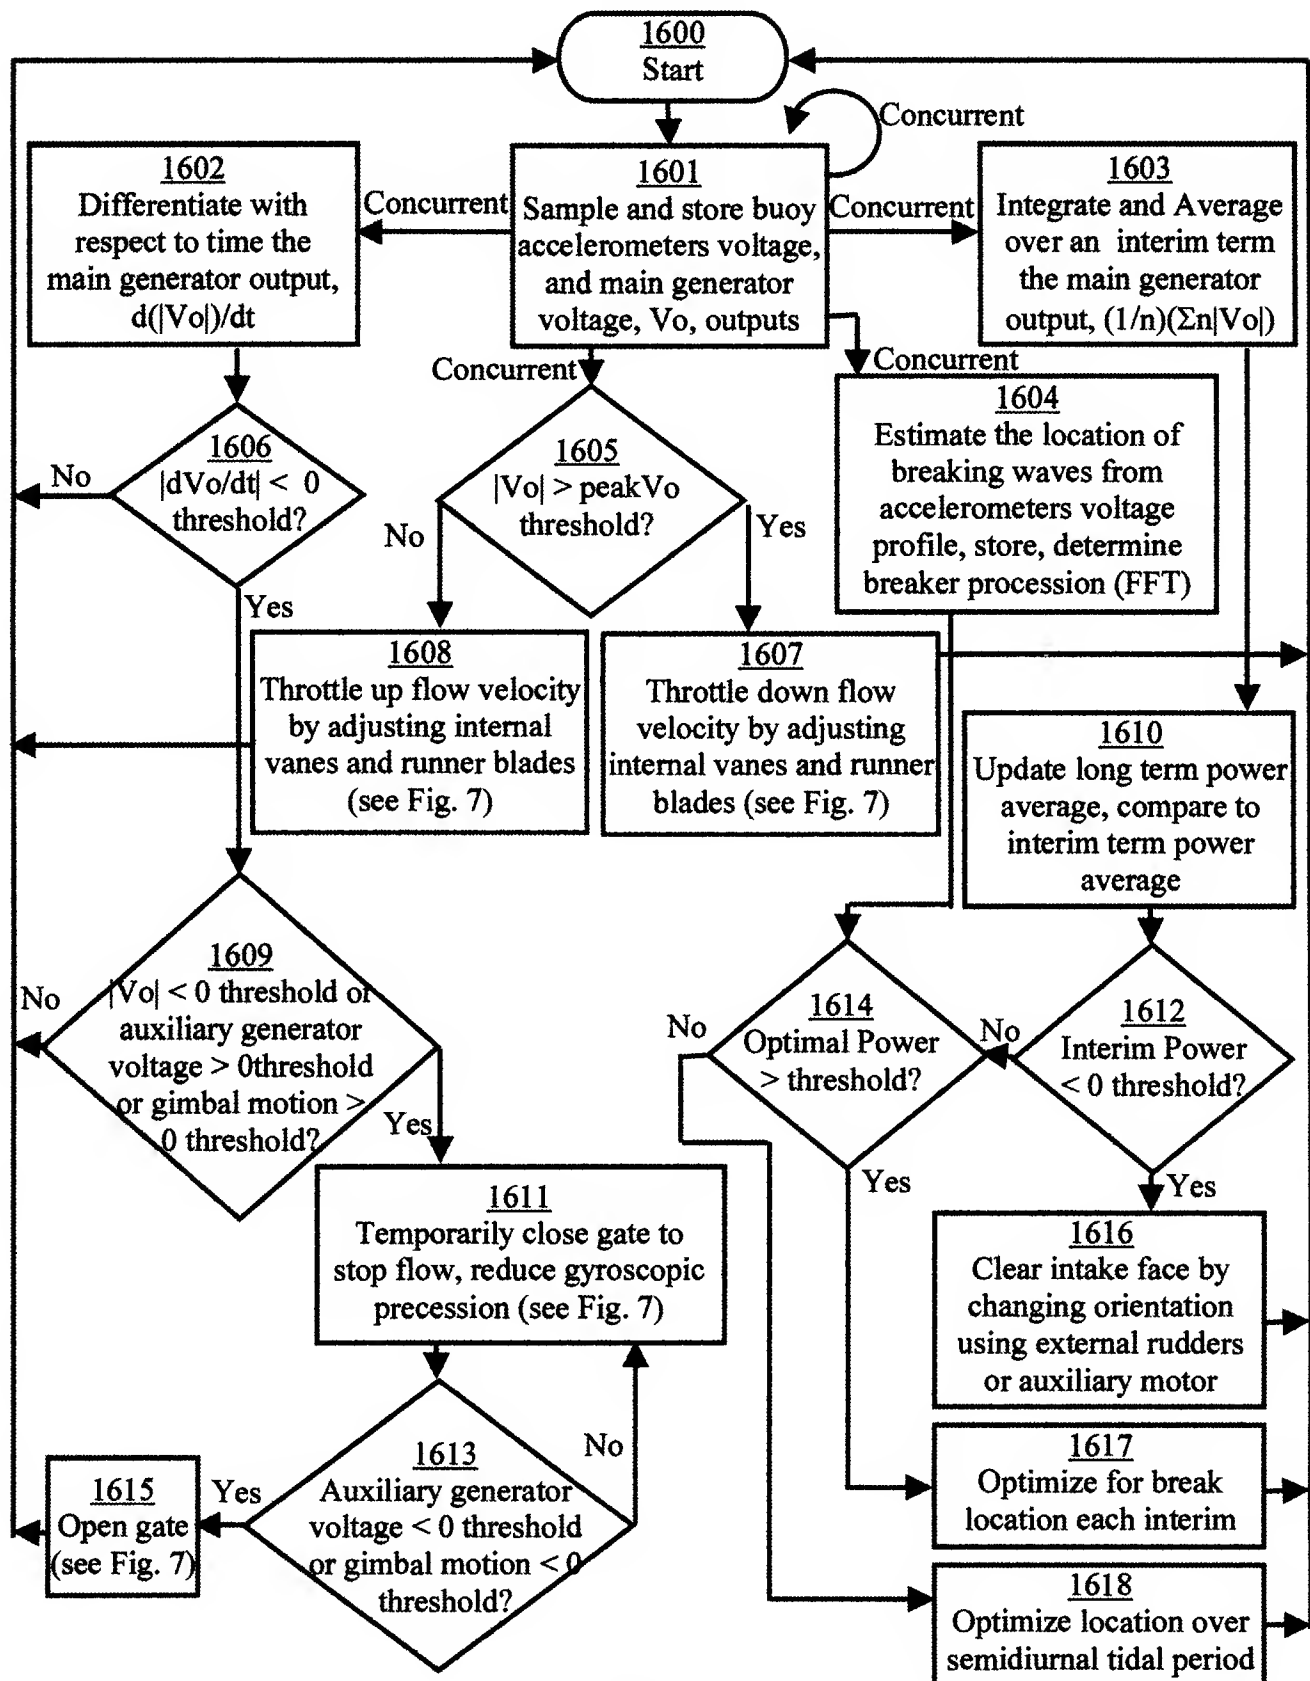 1600
Start
Concurrent
1602
Differentiate with
respect to time the
main generator output,
d(|Vo|)/dt
Concurrent
1601
Sample and store buoy
accelerometers voltage,
and main generator
voltage, Vo, outputs
Concurrent
1603
Integrate and Average
over an interim term
the main generator
output, (1/n)(Σn|Vo|)
Concurrent
Concurrent
1604
Estimate the location of
breaking waves from
accelerometers voltage
profile, store, determine
breaker procession (FFT)
1606
|dVo/dt| < 0
threshold?
No
Yes
1605
|Vo| > peakVo
threshold?
No
Yes
1608
Throttle up flow velocity
by adjusting internal
vanes and runner blades
(see Fig. 7)
1607
Throttle down flow
velocity by adjusting
internal vanes and runner
blades (see Fig. 7)
1610
Update long term power
average, compare to
interim term power
average
1609
|Vo| < 0 threshold or
auxiliary generator
voltage > 0threshold
or gimbal motion >
0 threshold?
No
Yes
1614
Optimal Power
> threshold?
No
Yes
1612
Interim Power
< 0 threshold?
No
Yes
1611
Temporarily close gate to
stop flow, reduce gyroscopic
precession (see Fig. 7)
1616
Clear intake face by
changing orientation
using external rudders
or auxiliary motor
1613
Auxiliary generator
voltage < 0 threshold
or gimbal motion < 0
threshold?
No
Yes
1615
Open gate
(see Fig. 7)
1617
Optimize for break
location each interim
1618
Optimize location over
semidiurnal tidal period